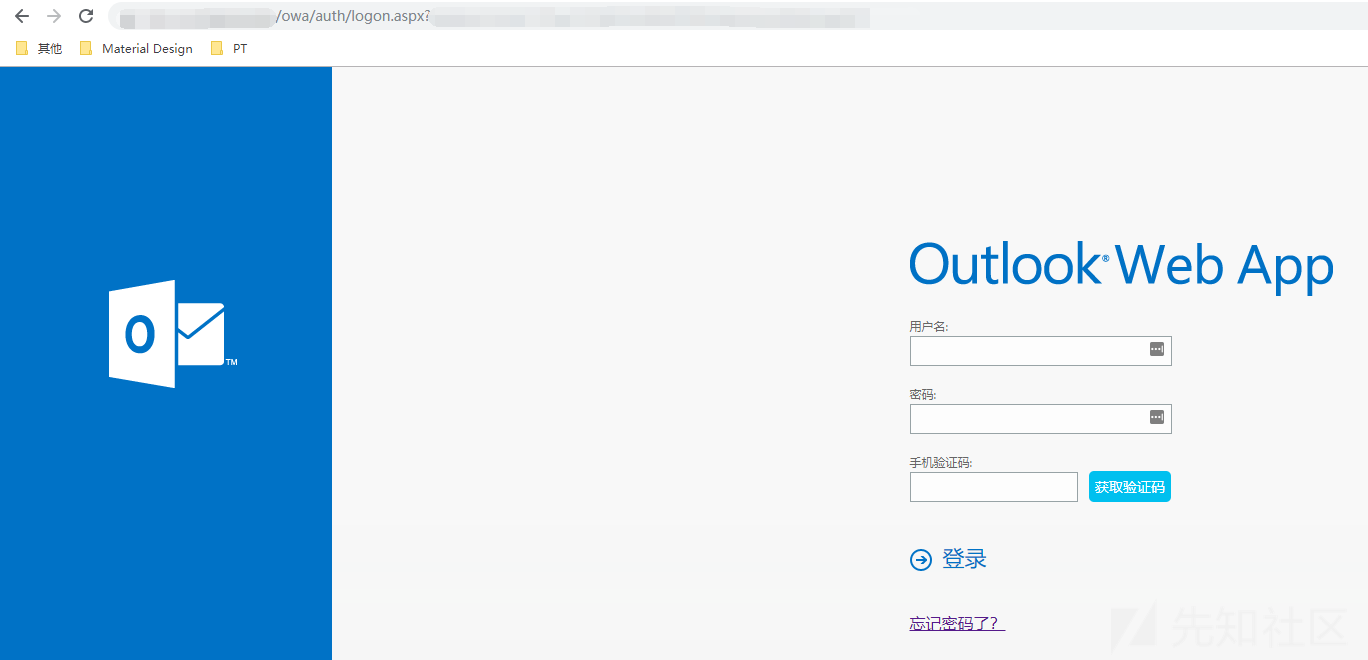 /owa/auth/logon.aspx?
其他 Material Design PT
Outlook® Web App
O
TM
用户名:
密码:
手机验证码:
获取验证码
登录
忘记密码了?
先知社区